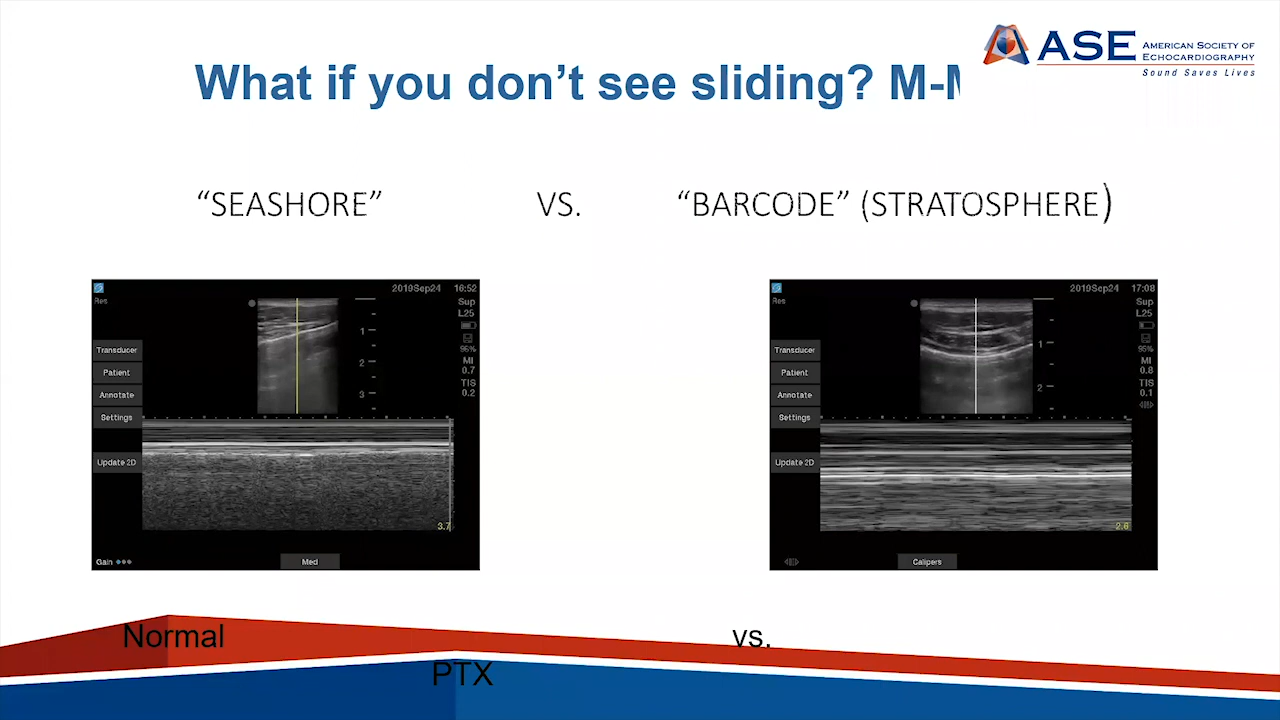 What if you don’t see sliding? M-M
ASE AMERICAN SOCIETY OF
ECHOCARDIOGRAPHY
Sound Saves Lives
“SEASHORE” VS. “BARCODE” (STRATOSPHERE)
2019Sep24 16:52
Res
Sup
L25
1
96%
Transducer
MI
2
0.7
Patient
TIS
3
0.2
Annotate
Settings
Update 2D
3.7
Gain
Med
2019Sep24 17:08
Res
Sup
L25
1
95%
Transducer
MI
0.8
Patient
TIS
2
0.1
Annotate
Settings
Update 2D
2.8
Calipers
Normal vs.
PTX